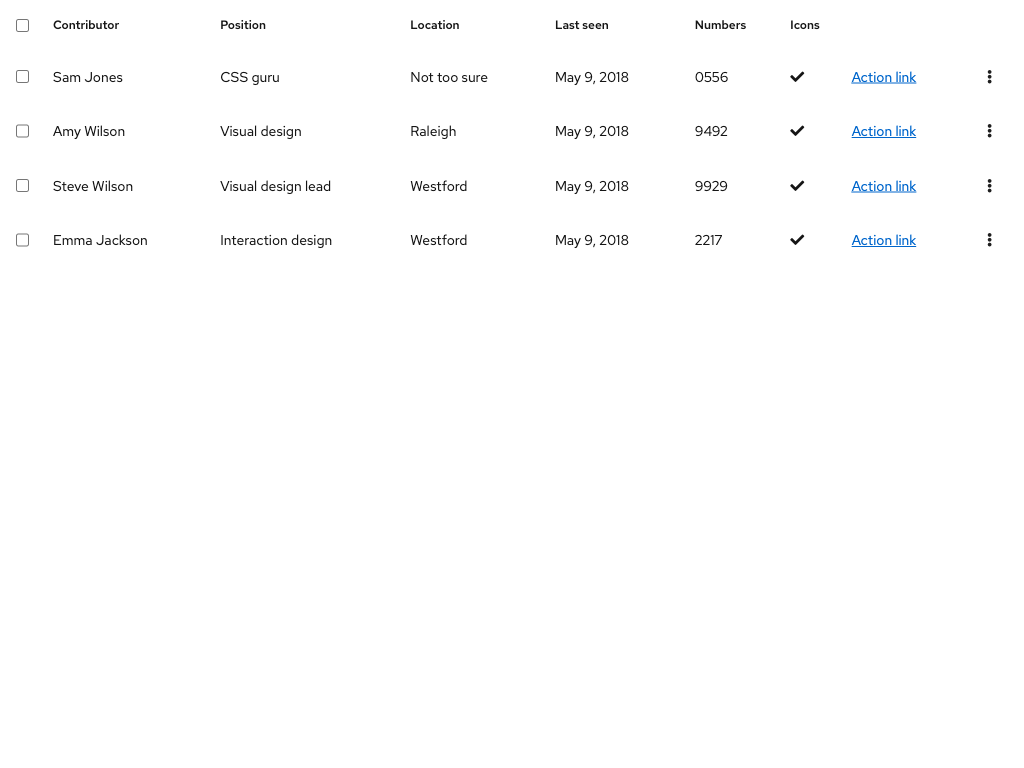 Contributor Position Location Last seen Numbers Icons
Sam Jones CSS guru Not too sure May 9, 2018 0556 Action link
Amy Wilson Visual design Raleigh May 9, 2018 9492 Action link
Steve Wilson Visual design lead Westford May 9, 2018 9929 Action link
Emma Jackson Interaction design Westford May 9, 2018 2217 Action link